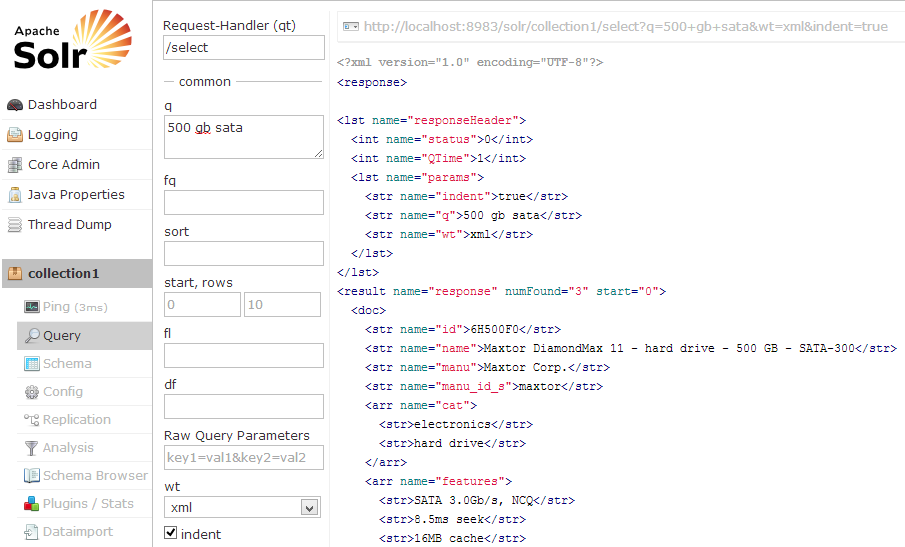 Apache
Solr
Dashboard
Logging
Core Admin
Java Properties
Thread Dump
collection1
Ping (3ms)
Query
Schema
Config
Replication
Analysis
Schema Browser
Plugins / Stats
Dataimport
Request-Handler (qt)
/select
common
q
500 gb sata
fq
sort
start, rows
0 10
fl
df
Raw Query Parameters
key1=val1&key2=val2
wt
xml
indent
http://localhost:8983/solr/collection1/select?q=500+gb+sata&wt=xml&indent=true
<?xml version="1.0" encoding="UTF-8"?>
<response>
<lst name="responseHeader">
<int name="status">0</int>
<int name="QTime">1</int>
<lst name="params">
<str name="indent">true</str>
<str name="q">500 gb sata</str>
<str name="wt">xml</str>
</lst>
</lst>
<result name="response" numFound="3" start="0">
<doc>
<str name="id">6H500F0</str>
<str name="name">Maxtor DiamondMax 11 - hard drive - 500 GB - SATA-300</str>
<str name="manu">Maxtor Corp.</str>
<str name="manu_id_s">maxtor</str>
<arr name="cat">
<str>electronics</str>
<str>hard drive</str>
</arr>
<arr name="features">
<str>SATA 3.0Gb/s, NCQ</str>
<str>8.5ms seek</str>
<str>16MB cache</str>